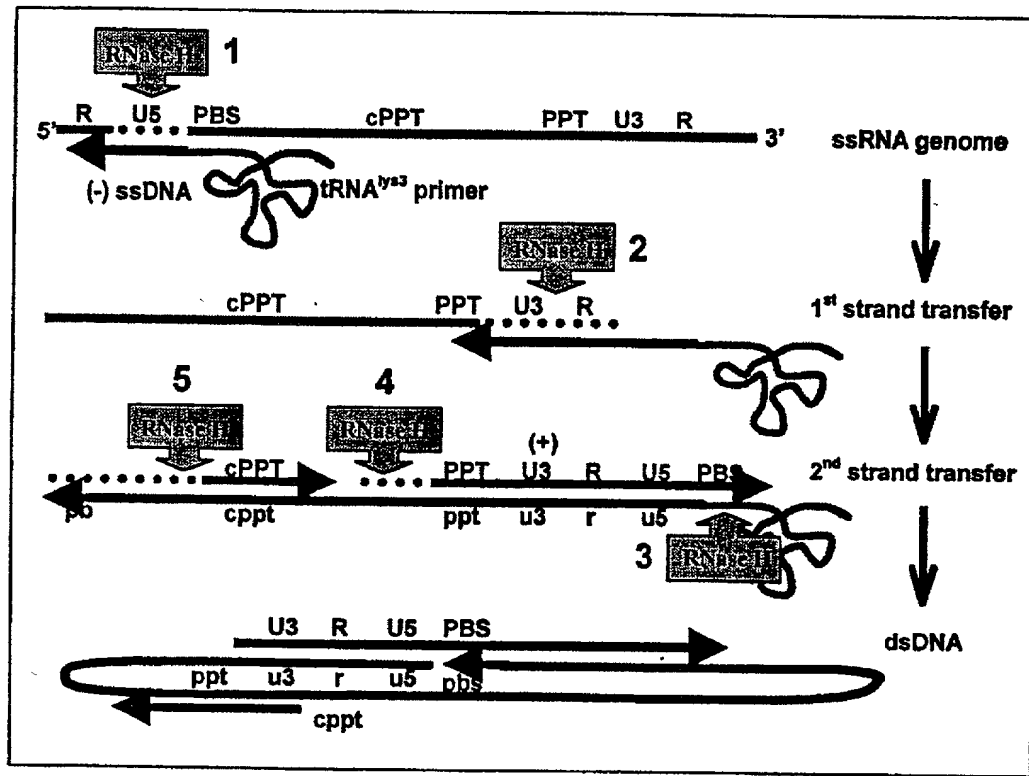 RNase H 1
R U5 PBS cPPT PPT U3 R
5' 3' ssRNA genome
(-) ssDNA tRNAlys3 primer
RNase H 2
cPPT PPT U3 R 1st strand transfer
5 4
RNase H RNase H (+)
cPPT PPT U3 R U5 PBS 2nd strand transfer
pb cppt ppt u3 r u5
3 RNase H
U3 R U5 PBS dsDNA
ppt u3 r u5 pbs
cppt